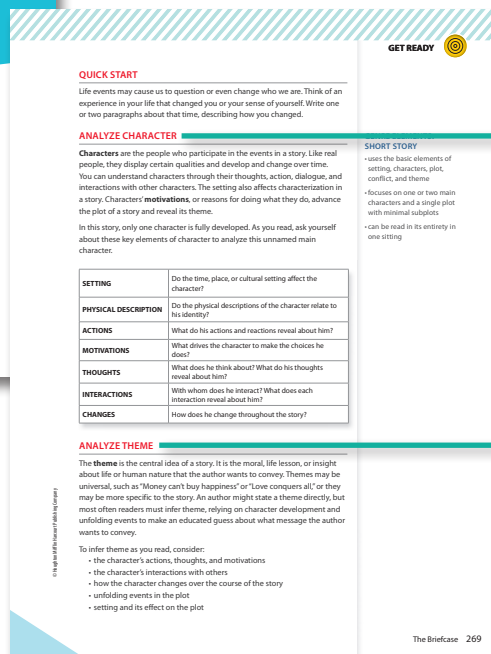 GET READY
QUICK START
Life events may cause us to question or even change who we are. Think of an
experience in your life that changed you or your sense of yourself. Write one
or two paragraphs about that time, describing how you changed.
ANALYZE CHARACTER
Characters are the people who participate in the events in a story. Like real
people, they display certain qualities and develop and change over time.
You can understand characters through their thoughts, action, dialogue, and
interactions with other characters. The setting also affects characterization in
a story. Characters' motivations, or reasons for doing what they do, advance
the plot of a story and reveal its theme.
In this story, only one character is fully developed. As you read, ask yourself
about these key elements of character to analyze this unnamed main
character.
SHORT STORY
• uses the basic elements of
setting, characters, plot,
conflict, and theme
• focuses on one or two main
characters and a single plot
with minimal subplots
• can be read in its entirety in
one sitting
SETTING
Do the time, place, or cultural setting affect the
character?
PHYSICAL DESCRIPTION
Do the physical descriptions of the character relate to
his identity?
ACTIONS
What do his actions and reactions reveal about him?
MOTIVATIONS
What drives the character to make the choices he
does?
THOUGHTS
What does he think about? What do his thoughts
reveal about him?
INTERACTIONS
With whom does he interact? What does each
interaction reveal about him?
CHANGES
How does he change throughout the story?
ANALYZE THEME
The theme is the central idea of a story. It is the moral, life lesson, or insight
about life or human nature that the author wants to convey. Themes may be
universal, such as “Money can't buy happiness” or “Love conquers all,” or they
may be more specific to the story. An author might state a theme directly, but
most often readers must infer theme, relying on character development and
unfolding events to make an educated guess about what message the author
wants to convey.
To infer theme as you read, consider:
• the character's actions, thoughts, and motivations
• the character's interactions with others
• how the character changes over the course of the story
• unfolding events in the plot
• setting and its effect on the plot
© Houghton Mifflin Harcourt Publishing Company
The Briefcase 269